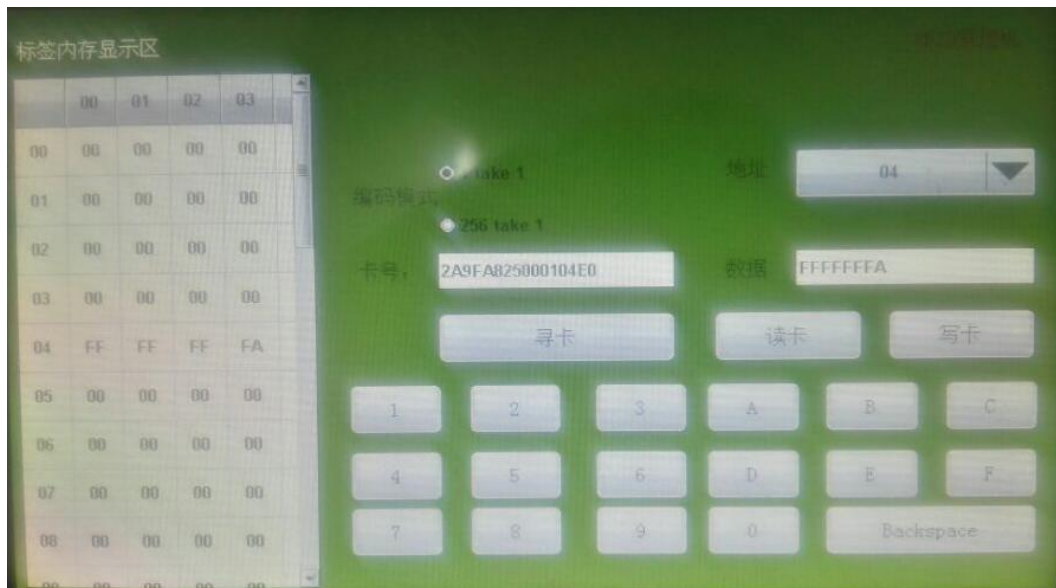 标签内存显示区
00 01 02 03
00 00 00 00 00
01 00 00 00 00
02 00 00 00 00
03 00 00 00 00
04 FF FF FF FA
05 00 00 00 00
06 00 00 00 00
07 00 00 00 00
08 00 00 00 00
take 1
编码模式
256 take 1
地址 04
卡号： 2A9FA825000104E0
数据 FFFFFFFA
寻卡 读卡 写卡
1 2 3 A B C
4 5 6 D E F
7 8 9 0 Backspace